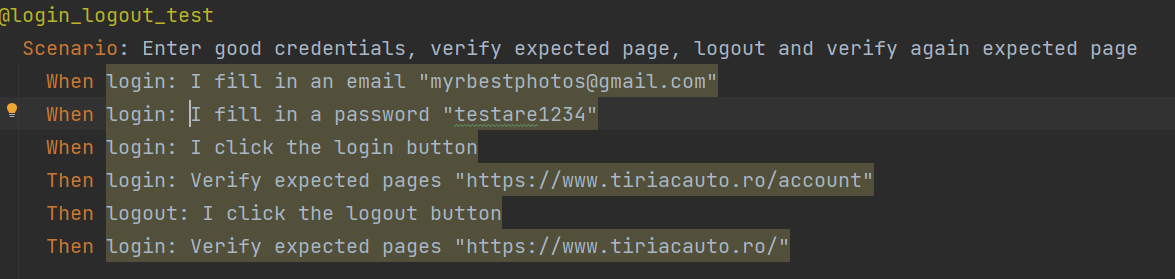 @login_logout_test
Scenario: Enter good credentials, verify expected page, logout and verify again expected page
When login: I fill in an email "myrbestphotos@gmail.com"
When login: I fill in a password "testare1234"
When login: I click the login button
Then login: Verify expected pages "https://www.tiriacauto.ro/account"
Then logout: I click the logout button
Then login: Verify expected pages "https://www.tiriacauto.ro/"